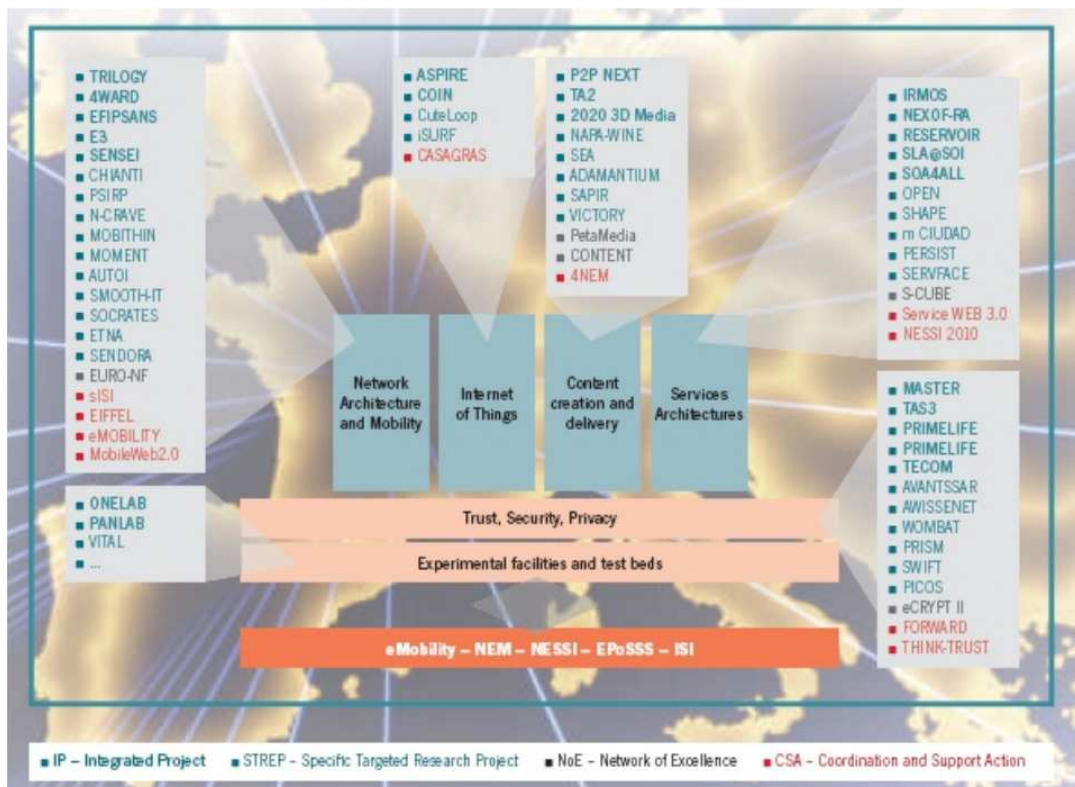 TRILOGY
4WARD
EFIPSANS
E3
SENSEI
CHIANTI
PSIRP
N-CRAVE
MOBITHIN
MOMENT
AUTOI
SMOOTH-IT
SOCRATES
ETNA
SENDORA
EURO-NF
sISI
EIFFEL
eMOBILITY
MobileWeb2.0
ONELAB
PANLAB
VITAL
...
ASPIRE
COIN
CuteLoop
iSURF
CASAGRAS
P2P NEXT
TA2
2020 3D Media
NAPA-WINE
SEA
ADAMANTIUM
SAPIR
VICTORY
PetaMedia
CONTENT
4NEM
IRMOS
NEXOF-RA
RESERVOIR
SLA@SOI
SOA4ALL
OPEN
SHAPE
m CIUDAD
PERSIST
SERVFACE
S-CUBE
Service WEB 3.0
NESSI 2010
MASTER
TAS3
PRIMELIFE
PRIMELIFE
TECOM
AVANTSSAR
AWISSENET
WOMBAT
PRISM
SWIFT
PICOS
eCRYPT II
FORWARD
THINK-TRUST
Network
Architecture
and Mobility
Internet
of Things
Content
creation and
delivery
Services
Architectures
Trust, Security, Privacy
Experimental facilities and test beds
eMobility – NEM – NESSI – EPoSSS – ISI
IP – Integrated Project STREP – Specific Targeted Research Project NoE – Network of Excellence CSA – Coordination and Support Action